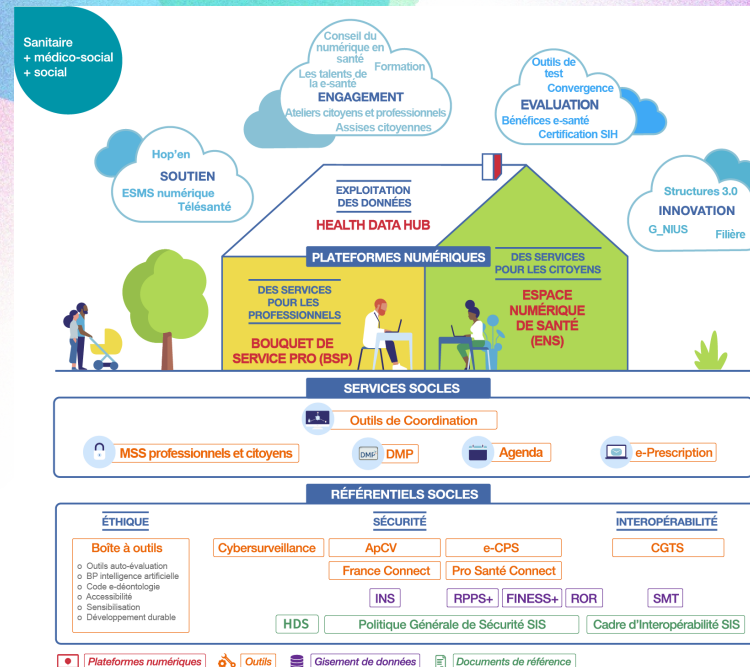 Sanitaire
+ médico-social
+ social
Conseil du
numérique en
santé
Formation
Les talents de
la e-santé
ENGAGEMENT
Ateliers citoyens et professionnels
Assises citoyennes
Outils de
test
Convergence
EVALUATION
Bénéfices e-santé
Certification SIH
Hop'en
SOUTIEN
ESMS numérique
Télésanté
Structures 3.0
INNOVATION
G_NIUS
Filière
EXPLOITATION
DES DONNÉES
HEALTH DATA HUB
PLATEFORMES NUMÉRIQUES
DES SERVICES
POUR LES CITOYENS
ESPACE
NUMÉRIQUE
DE SANTÉ
(ENS)
DES SERVICES
POUR LES
PROFESSIONNELS
BOUQUET DE
SERVICE PRO (BSP)
SERVICES SOCLES
Outils de Coordination
MSS professionnels et citoyens
DMP DMP
Agenda
e-Prescription
RÉFÉRENTIELS SOCLES
ÉTHIQUE
Boîte à outils
o Outils auto-évaluation
o BP intelligence artificielle
o Code e-déontologie
o Accessibilité
o Sensibilisation
o Développement durable
SÉCURITÉ
Cybersurveillance
ApCV
e-CPS
France Connect
Pro Santé Connect
INS
RPPS+
FINESS+
ROR
HDS
Politique Générale de Sécurité SIS
INTEROPÉRABILITÉ
CGTS
SMT
Cadre d'Interopérabilité SIS
Plateformes numériques
Outils
Gisement de données
Documents de référence